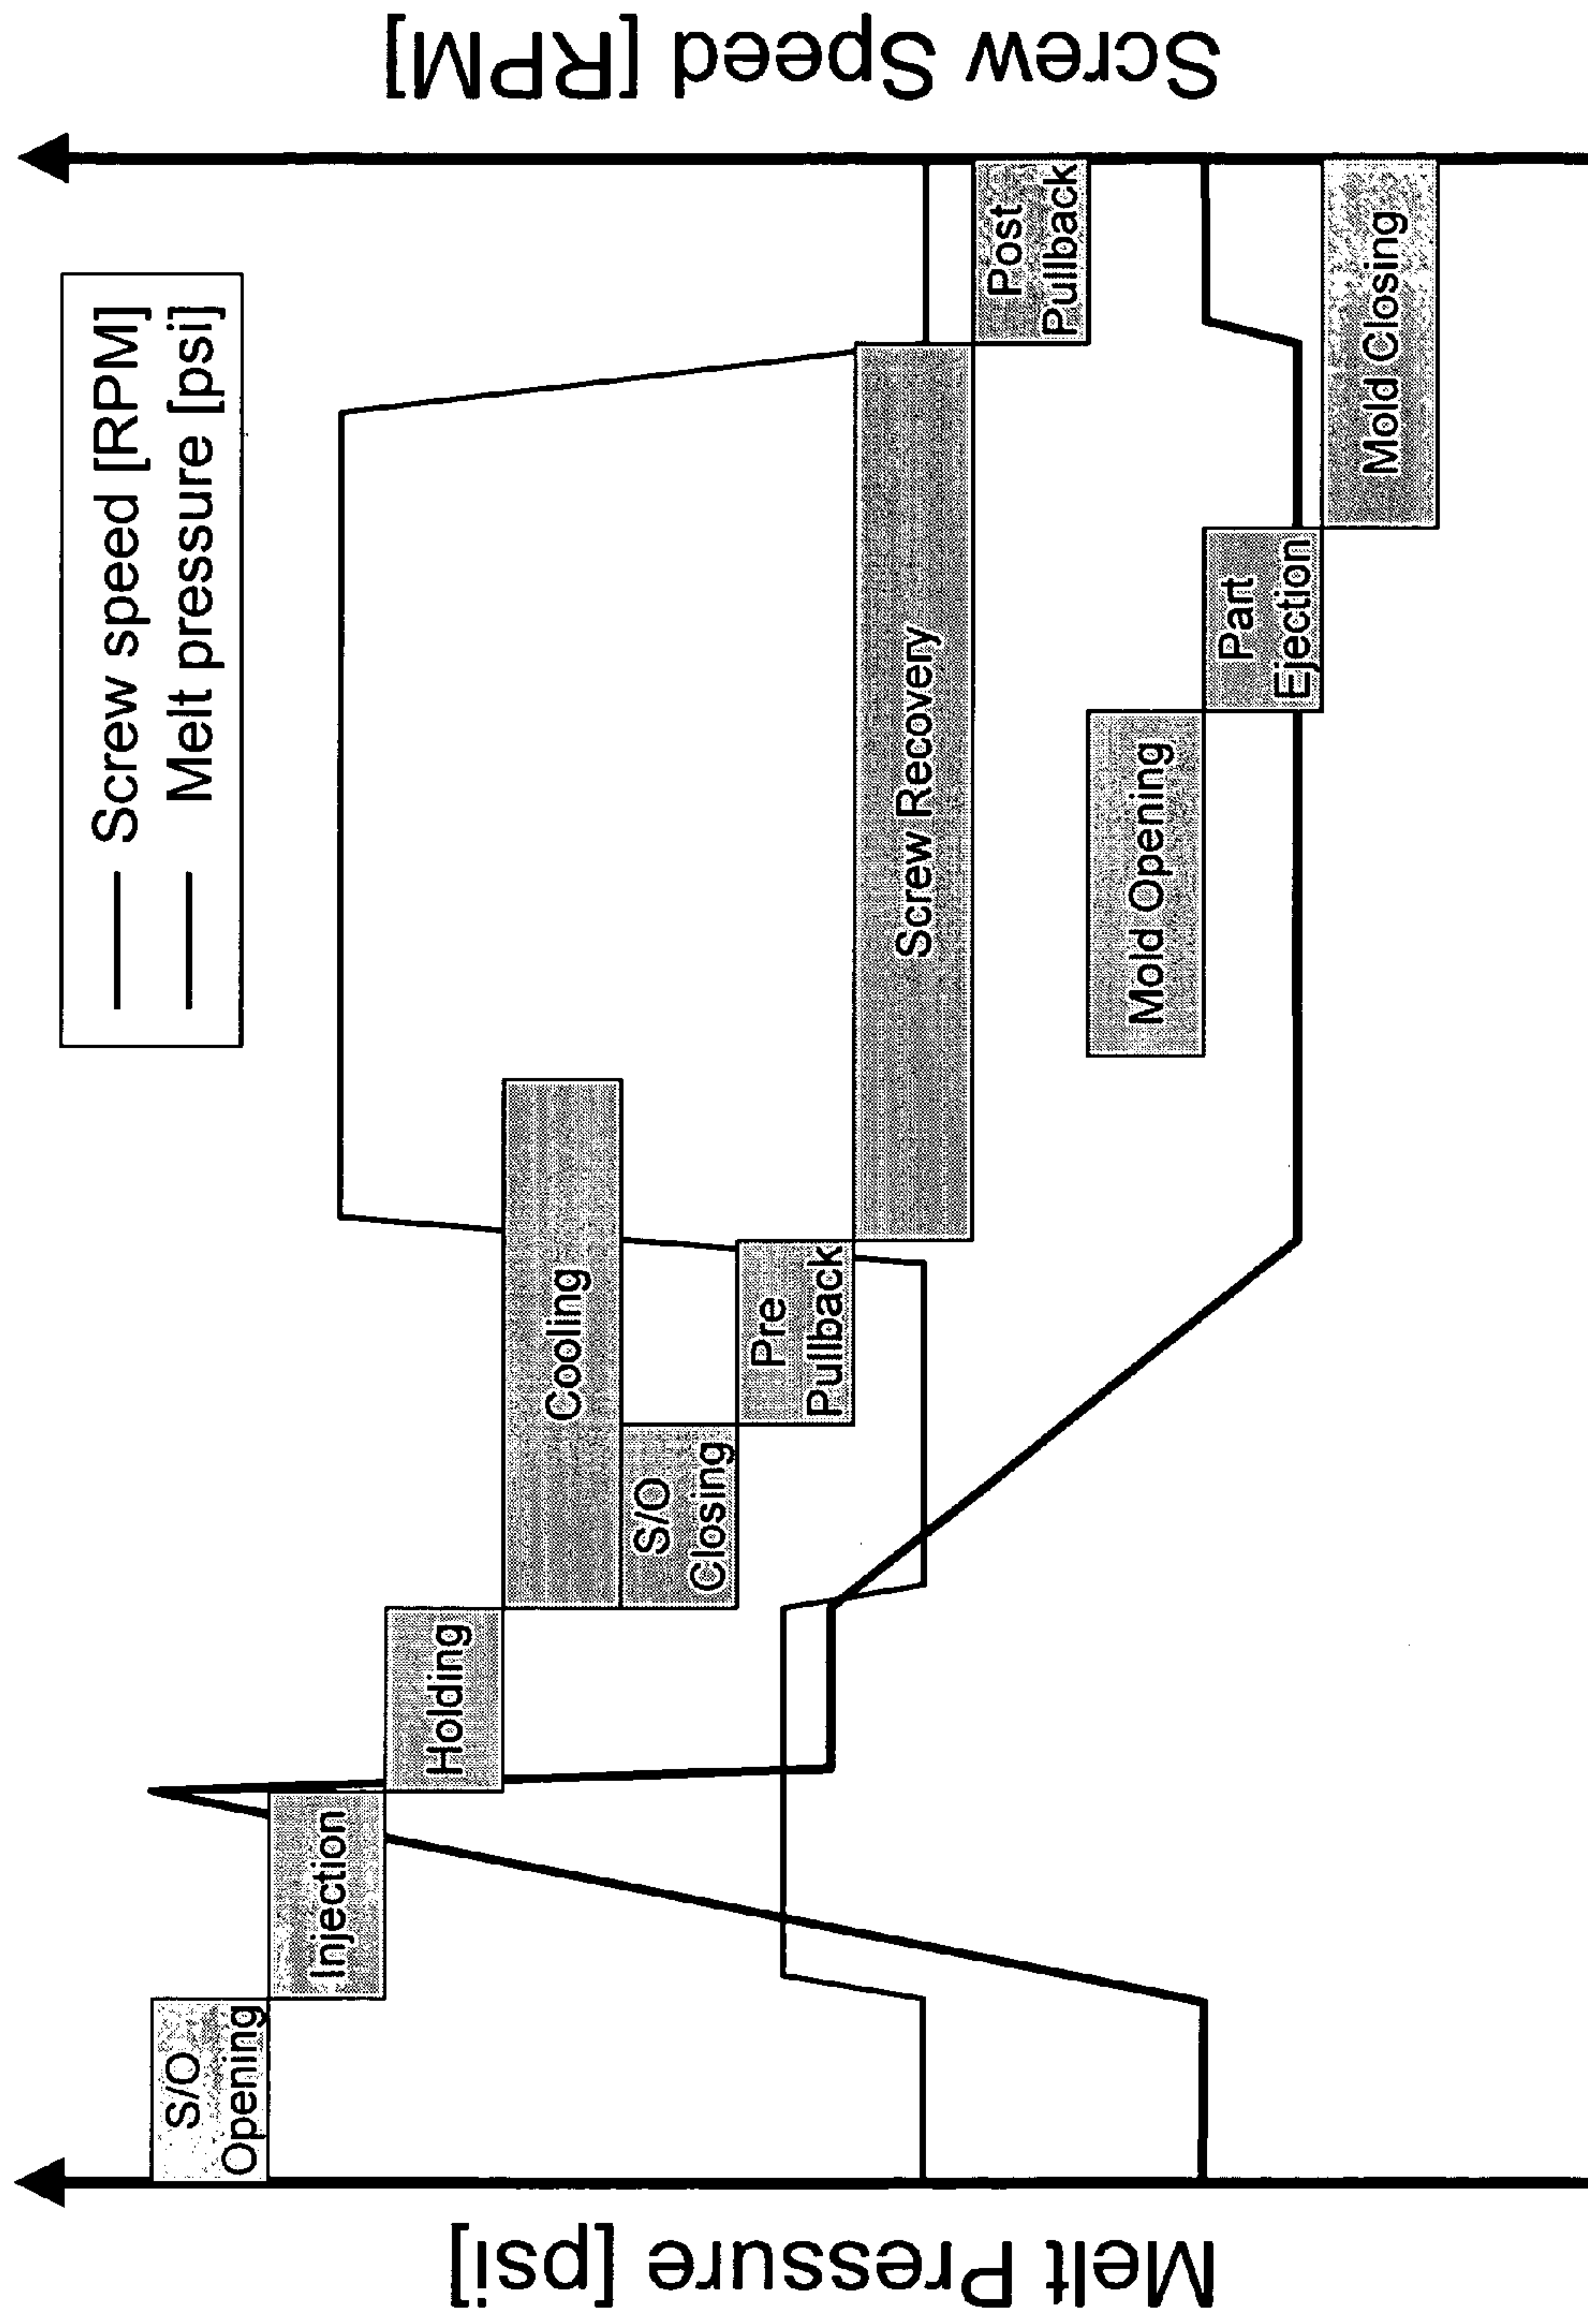 Screw speed [RPM]
Melt pressure [psi]
Melt Pressure [psi]
Screw Speed [RPM]
S/O
Opening
Injection
Holding
Cooling
S/O
Closing
Pre
Pullback
Screw Recovery
Post
Pullback
Mold Opening
Part
Ejection
Mold Closing